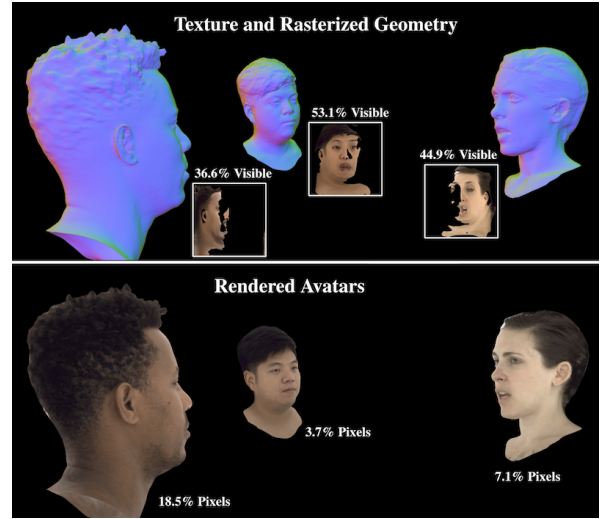 Texture and Rasterized Geometry
53.1% Visible
36.6% Visible
44.9% Visible
Rendered Avatars
3.7% Pixels
7.1% Pixels
18.5% Pixels